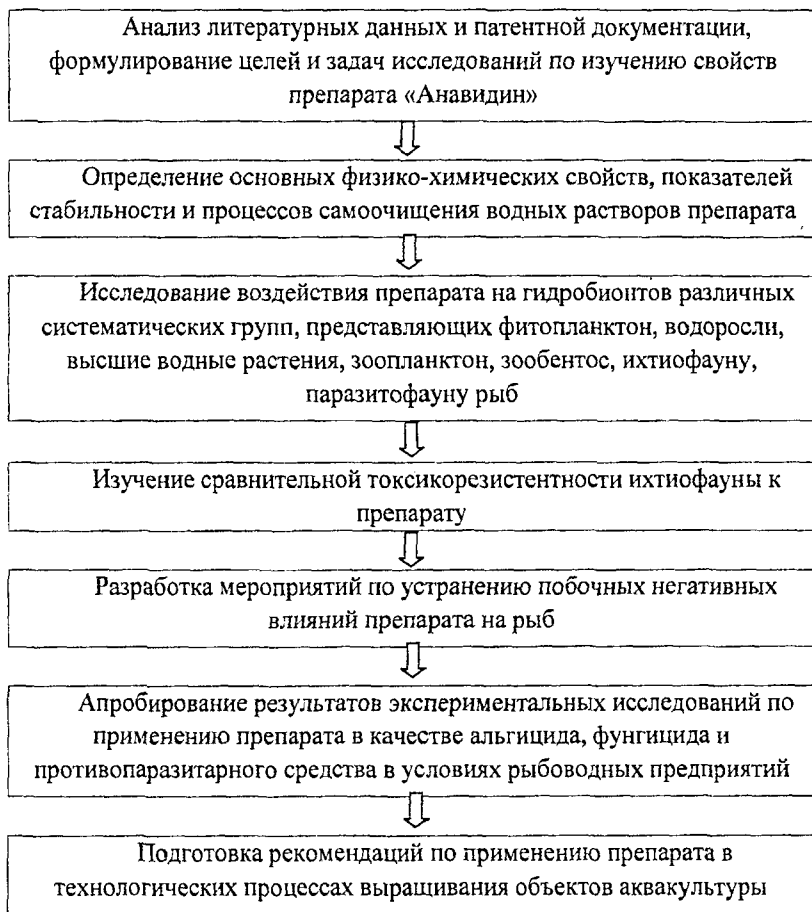 Анализ литературных данных и патентной документации,
формулирование целей и задач исследований по изучению свойств
препарата «Анавидин»
Определение основных физико-химических свойств, показателей
стабильности и процессов самоочищения водных растворов препарата
Исследование воздействия препарата на гидробионтов различных
систематических групп, представляющих фитопланктон, водоросли,
высшие водные растения, зоопланктон, зообентос, ихтиофауну,
паразитофауну рыб
Изучение сравнительной токсикорезистентности ихтиофауны к
препарату
Разработка мероприятий по устранению побочных негативных
влияний препарата на рыб
Апробирование результатов экспериментальных исследований по
применению препарата в качестве альгицида, фунгицида и
противопаразитарного средства в условиях рыбоводных предприятий
Подготовка рекомендаций по применению препарата в
технологических процессах выращивания объектов аквакультуры